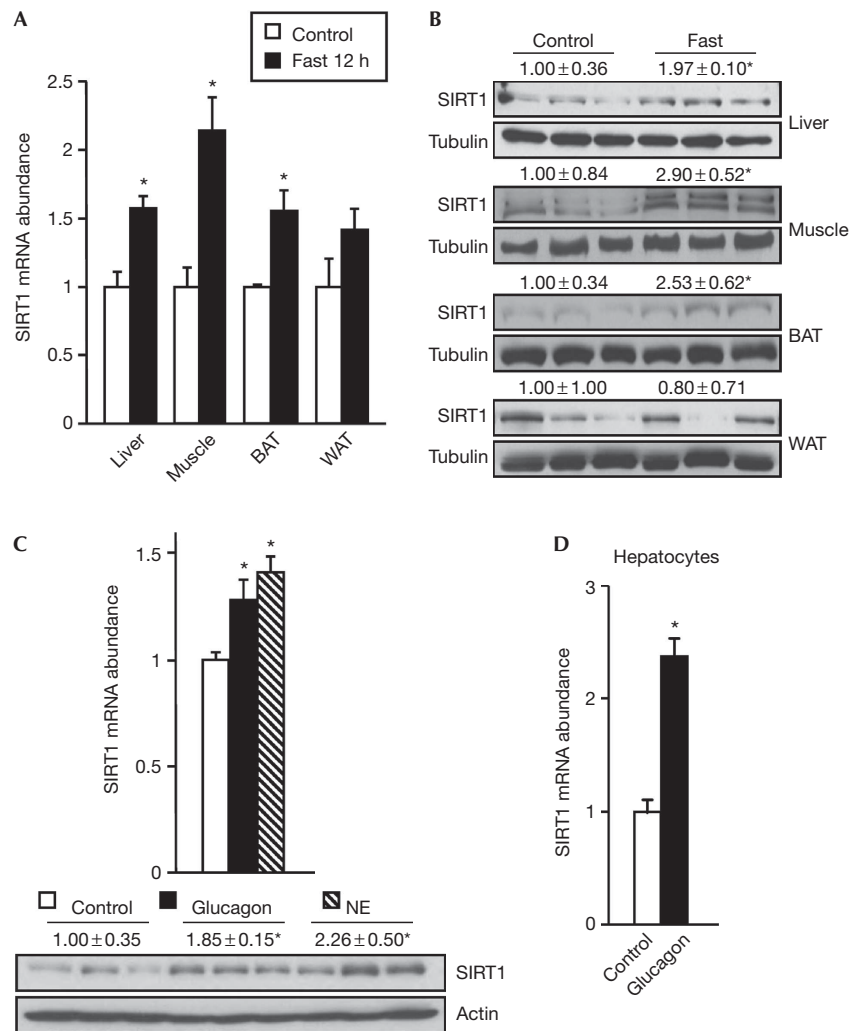 A
Control
Fast 12 h
SIRT1 mRNA abundance
2.5
2
1.5
1
0.5
0
*
*
*
Liver
Muscle
BAT
WAT
B
Control Fast
1.00±0.36 1.97±0.10*
SIRT1
Tubulin
Liver
1.00±0.84 2.90±0.52*
SIRT1
Tubulin
Muscle
1.00±0.34 2.53±0.62*
SIRT1
Tubulin
BAT
1.00±1.00 0.80±0.71
SIRT1
Tubulin
WAT
C
SIRT1 mRNA abundance
1.5
1
0.5
0
*
*
Control Glucagon NE
1.00±0.35 1.85±0.15* 2.26±0.50*
SIRT1
Actin
D
Hepatocytes
SIRT1 mRNA abundance
3
2
1
0
*
Control
Glucagon